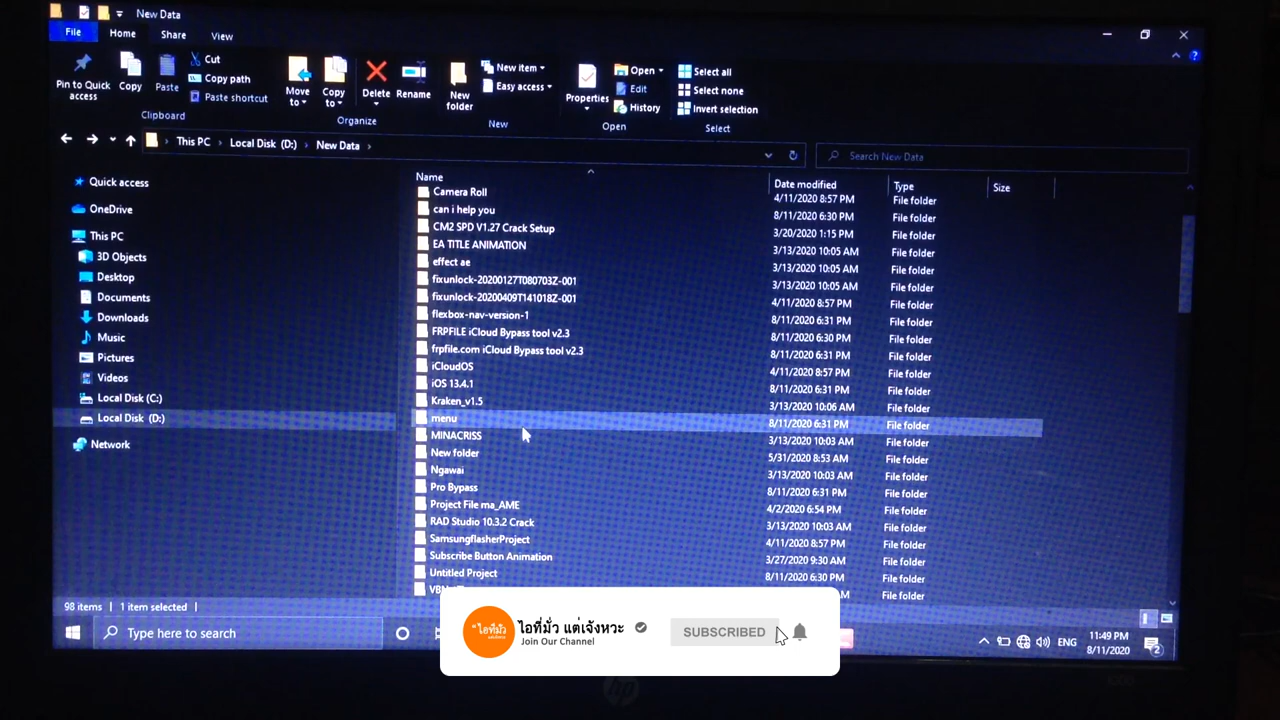 New Data
File Home Share View
Pin to Quick access
Copy
Paste
Cut
Copy path
Paste shortcut
Clipboard
Move to
Copy to
Delete
Rename
Organize
New folder
New item
Easy access
New
Properties
Open
Edit
History
Open
Select all
Select none
Invert selection
Select
This PC > Local Disk (D:) > New Data >
Search New Data
Quick access
OneDrive
This PC
3D Objects
Desktop
Documents
Downloads
Music
Pictures
Videos
Local Disk (C:)
Local Disk (D:)
Network
Name Date modified Type Size
Camera Roll 4/11/2020 8:57 PM File folder
can i help you 8/11/2020 6:30 PM File folder
CM2 SPD V1.27 Crack Setup 3/20/2020 1:15 PM File folder
EA TITLE ANIMATION 3/13/2020 10:05 AM File folder
effect ae 3/13/2020 10:05 AM File folder
fixunlock-20200127T080703Z-001 3/13/2020 10:05 AM File folder
fixunlock-20200409T141018Z-001 4/11/2020 8:57 PM File folder
flexbox-nav-version-1 8/11/2020 6:31 PM File folder
FRPFILE iCloud Bypass tool v2.3 8/11/2020 6:30 PM File folder
frpfile.com iCloud Bypass tool v2.3 8/11/2020 6:31 PM File folder
iCloudOS 4/11/2020 8:57 PM File folder
iOS 13.4.1 8/11/2020 6:31 PM File folder
Kraken_v1.5 3/13/2020 10:06 AM File folder
menu 8/11/2020 6:31 PM File folder
MINACRISS 3/13/2020 10:03 AM File folder
New folder 5/31/2020 8:53 AM File folder
Ngawai 3/13/2020 10:03 AM File folder
Pro Bypass 8/11/2020 6:31 PM File folder
Project File ma_AME 4/2/2020 6:54 PM File folder
RAD Studio 10.3.2 Crack 3/13/2020 10:03 AM File folder
SamsungflasherProject 4/11/2020 8:57 PM File folder
Subscribe Button Animation 3/27/2020 9:30 AM File folder
Untitled Project 8/11/2020 6:30 PM File folder
AM File folder
98 items 1 item selected
Type here to search
"ไอที่มั่ว แต่เจ้งหวะ
ไอที่มั่ว แต่เจ้งหวะ
Join Our Channel
SUBSCRIBED
ENG
11:49 PM
8/11/2020
2
hp